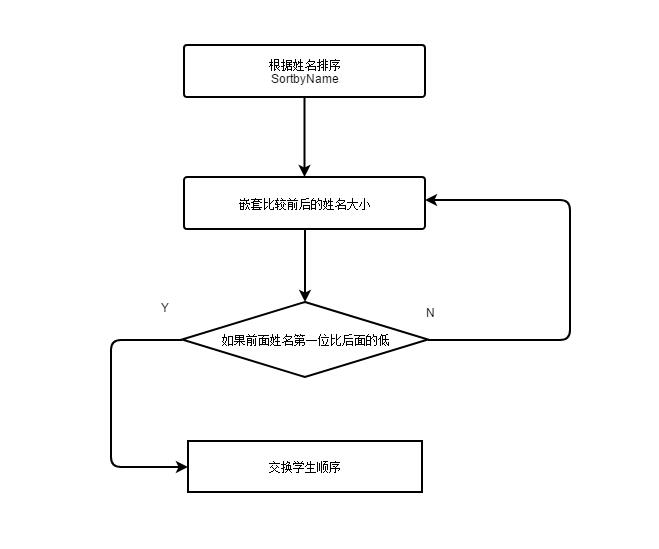 根据姓名排序
SortbyName
嵌套比较前后的姓名大小
Y
N
如果前面姓名第一位比后面的低
交换学生顺序